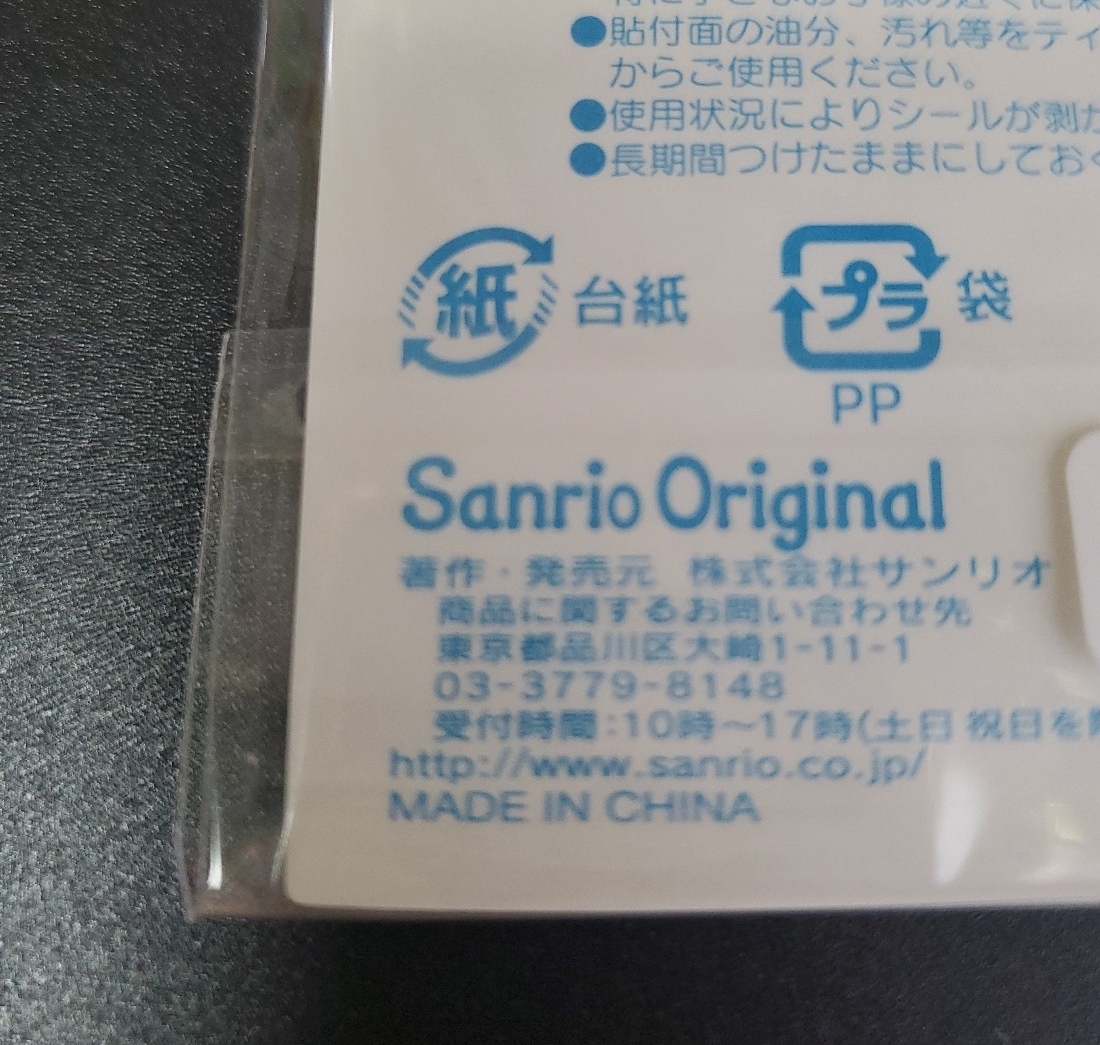 ●貼付面の油分、汚れ等をティ
からご使用ください。
●使用状況によりシールが剥が
●長期間つけたままにしておく
紙 台紙 プラ 袋
PP
Sanrio Original
著作・発売元 株式会社サンリオ
商品に関するお問い合わせ先
東京都品川区大崎1-11-1
03-3779-8148
受付時間:10時〜17時(土日祝日を
http://www.sanrio.co.jp/
MADE IN CHINA